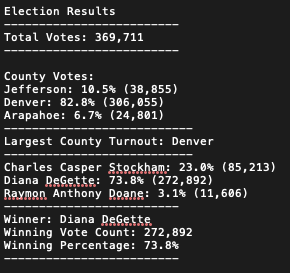 Election Results
-------------------------
Total Votes: 369,711
-------------------------
County Votes:
Jefferson: 10.5% (38,855)
Denver: 82.8% (306,055)
Arapahoe: 6.7% (24,801)
---------------------------
Largest County Turnout: Denver
---------------------------
Charles Casper Stockham: 23.0% (85,213)
Diana DeGette: 73.8% (272,892)
Raymon Anthony Doane: 3.1% (11,606)
-------------------------
Winner: Diana DeGette
Winning Vote Count: 272,892
Winning Percentage: 73.8%
-------------------------